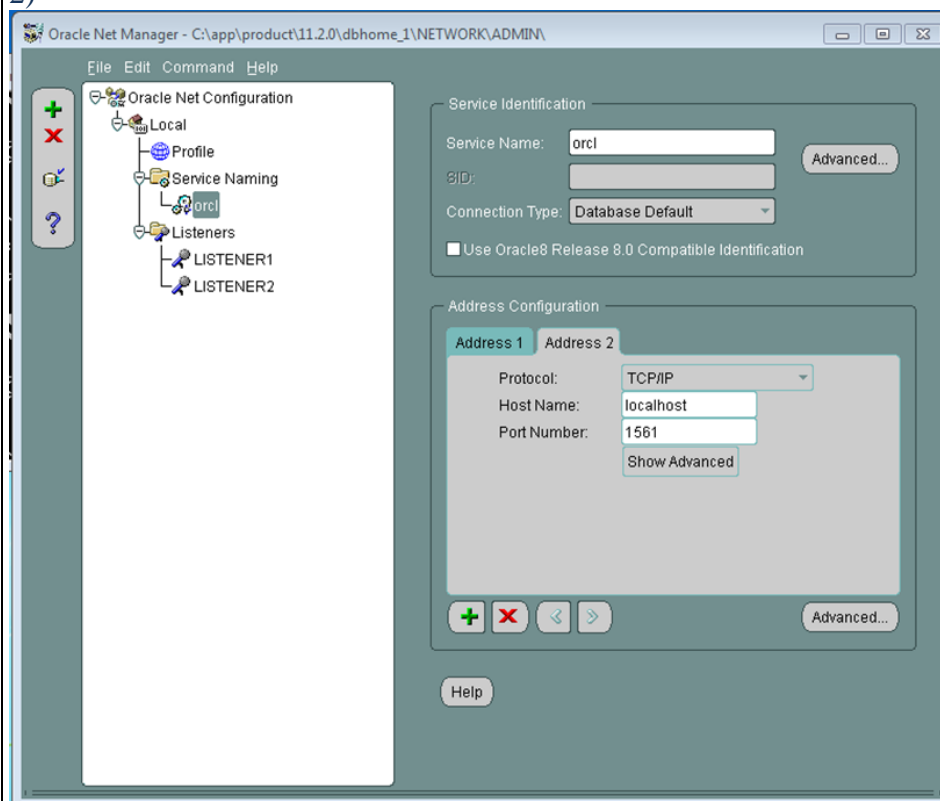 2)
Oracle Net Manager - C:\app\product\11.2.0\dbhome_1\NETWORK\ADMIN\
File Edit Command Help
Oracle Net Configuration
Local
Profile
Service Naming
orcl
Listeners
LISTENER1
LISTENER2
Service Identification
Service Name: orcl
Advanced...
SID:
Connection Type: Database Default
Use Oracle8 Release 8.0 Compatible Identification
Address Configuration
Address 1 Address 2
Protocol: TCP/IP
Host Name: localhost
Port Number: 1561
Show Advanced
Advanced...
Help